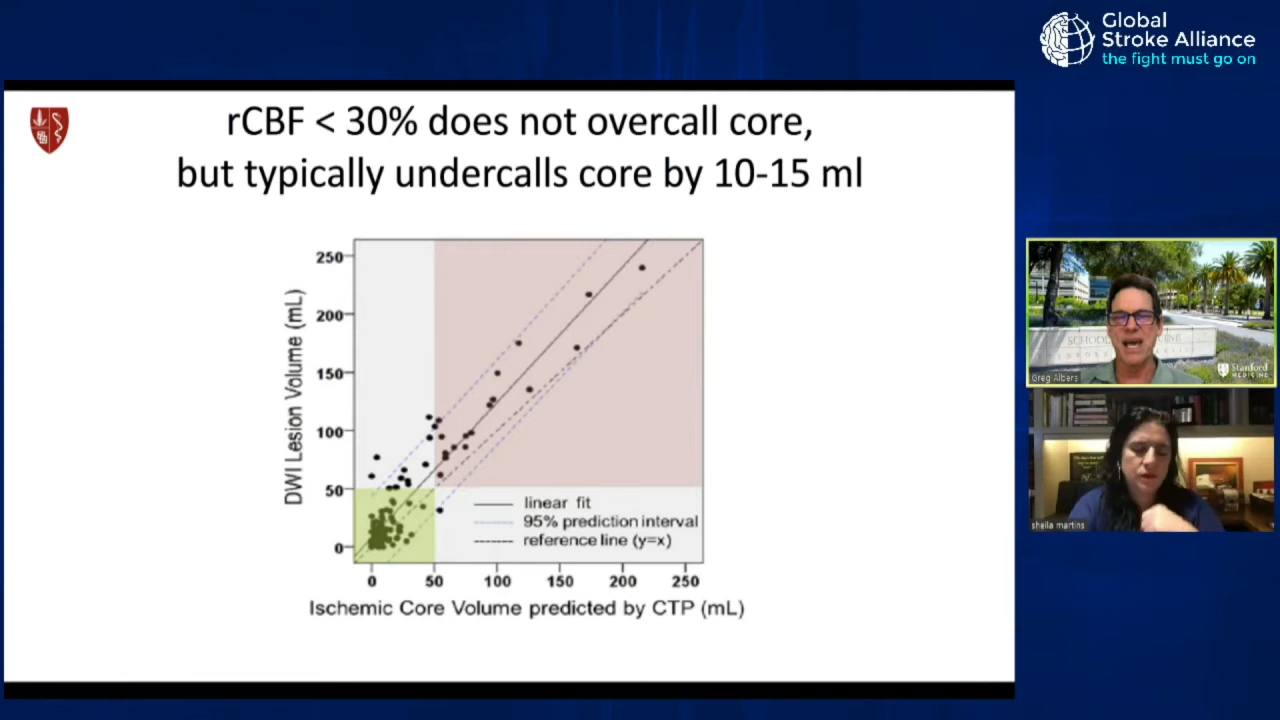 Global
Stroke Alliance
the fight must go on
rCBF < 30% does not overcall core,
but typically undercalls core by 10-15 ml
250
200
150
100
50
0
DWI Lesion Volume (mL)
linear fit
95% prediction interval
reference line (y=x)
0 50 100 150 200 250
Ischemic Core Volume predicted by CTP (mL)
Stanford
MEDICINE
Greg Albers
sheila martins